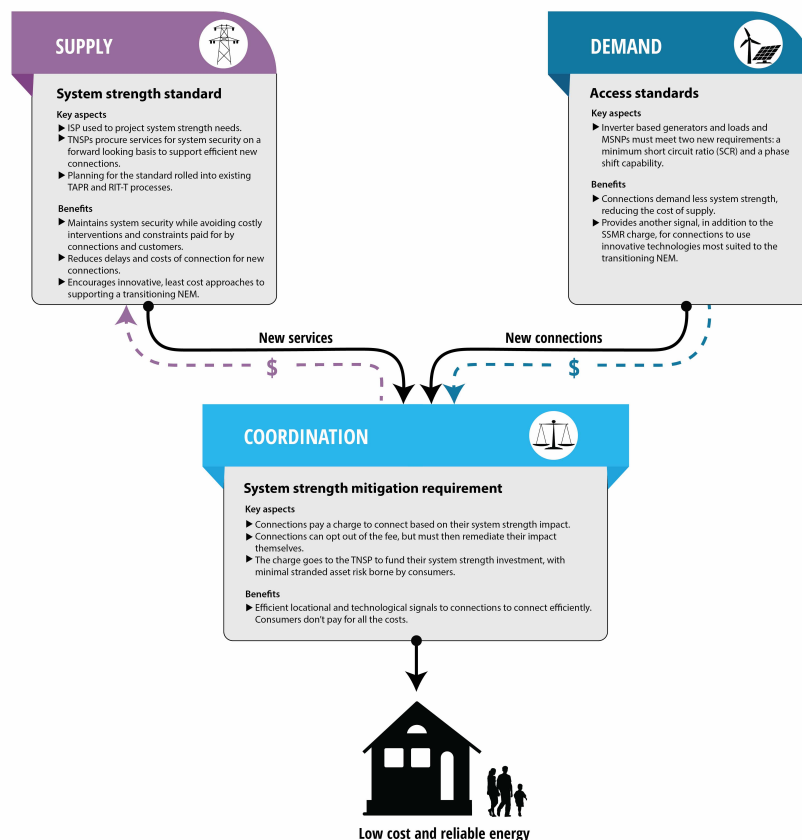 SUPPLY
System strength standard
Key aspects
▶ ISP used to project system strength needs.
▶ TNSPs procure services for system security on a
forward looking basis to support efficient new
connections.
▶ Planning for the standard rolled into existing
TAPR and RIT-T processes.
Benefits
▶ Maintains system security while avoiding costly
interventions and constraints paid for by
connections and customers.
▶ Reduces delays and costs of connection for new
connections.
▶ Encourages innovative, least cost approaches to
supporting a transitioning NEM.
DEMAND
Access standards
Key aspects
▶ Inverter based generators and loads and
MSNPs must meet two new requirements: a
minimum short circuit ratio (SCR) and a phase
shift capability.
Benefits
▶ Connections demand less system strength,
reducing the cost of supply.
▶ Provides another signal, in addition to the
SSMR charge, for connections to use
innovative technologies most suited to the
transitioning NEM.
New services
$
New connections
$
COORDINATION
System strength mitigation requirement
Key aspects
▶ Connections pay a charge to connect based on their system strength impact.
▶ Connections can opt out of the fee, but must then remediate their impact
themselves.
▶ The charge goes to the TNSP to fund their system strength investment, with
minimal stranded asset risk borne by consumers.
Benefits
▶ Efficient locational and technological signals to connections to connect efficiently.
Consumers don't pay for all the costs.
Low cost and reliable energy